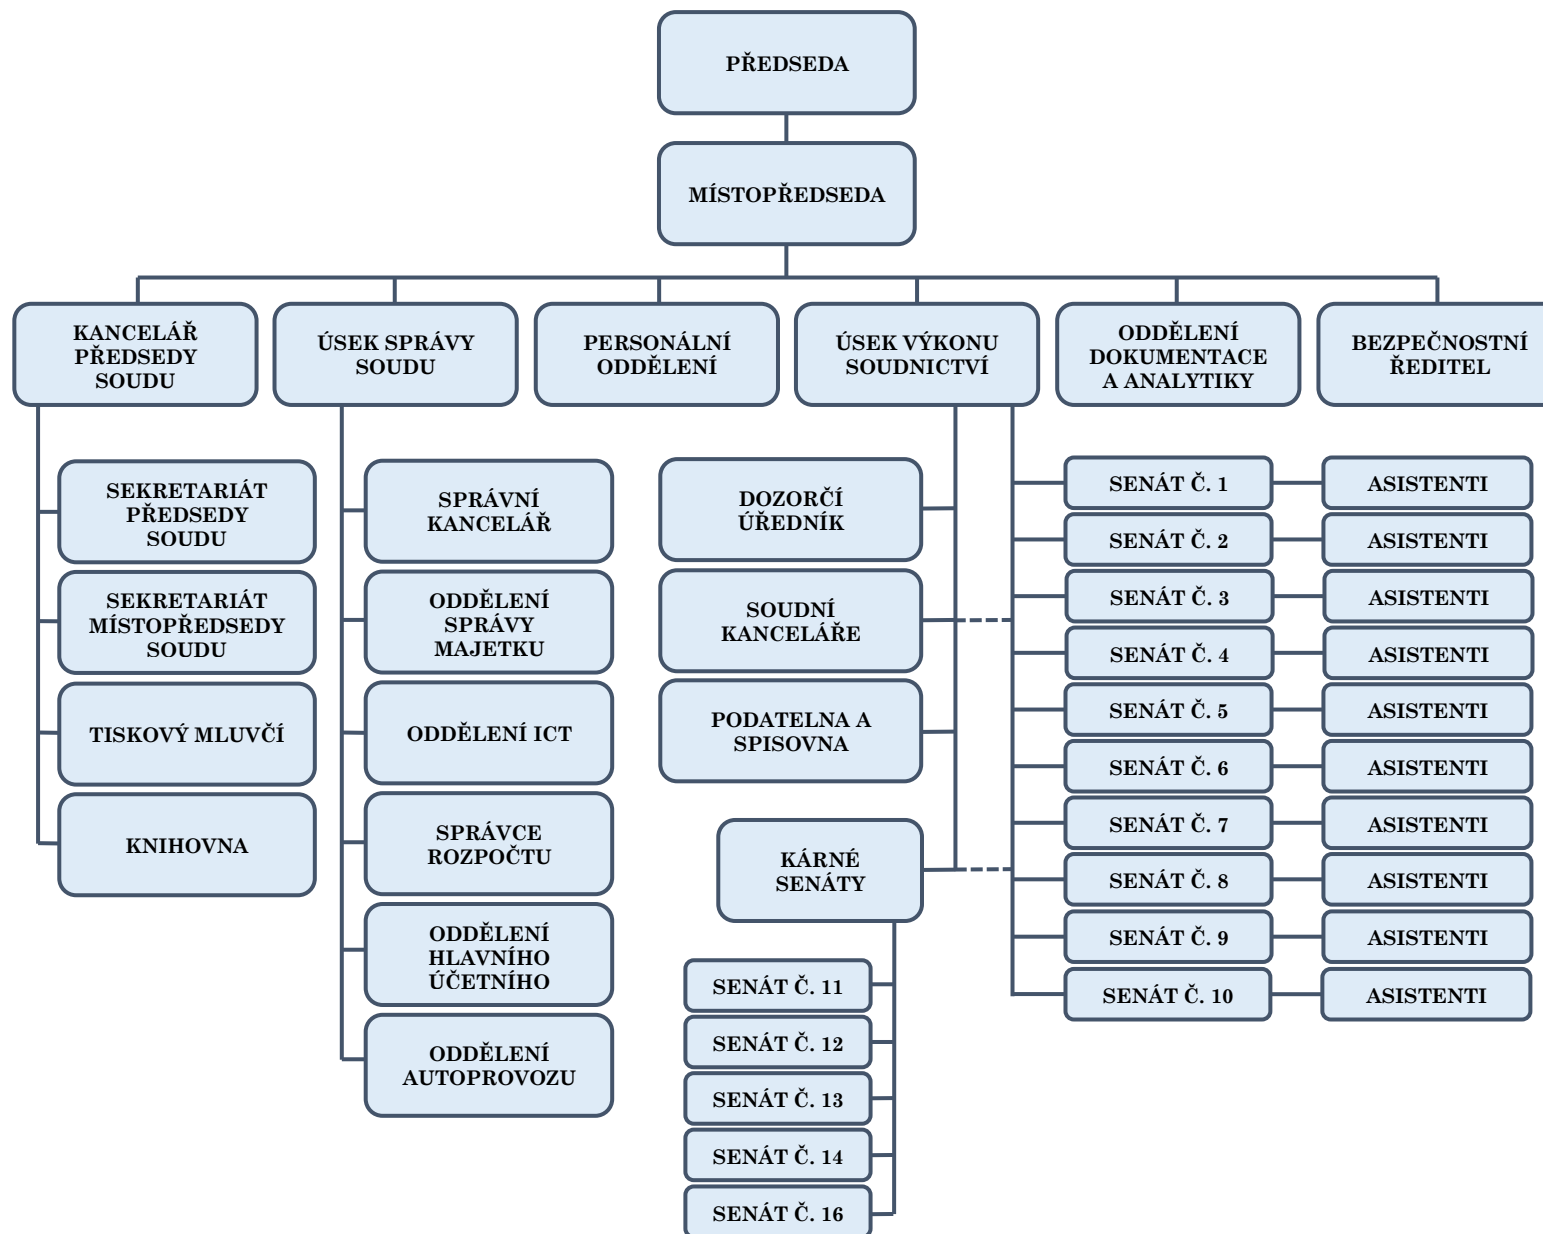 PŘEDSEDA
MÍSTOPŘEDSEDA
KANCELÁŘ
PŘEDSEDY
SOUDU
ÚSEK SPRÁVY
SOUDU
PERSONÁLNÍ
ODDĚLENÍ
ÚSEK VÝKONU
SOUDNICTVÍ
ODDĚLENÍ
DOKUMENTACE
A ANALYTIKY
BEZPEČNOSTNÍ
ŘEDITEL
SEKRETARIÁT
PŘEDSEDY
SOUDU
SEKRETARIÁT
MÍSTOPŘEDSEDY
SOUDU
TISKOVÝ MLUVČÍ
KNIHOVNA
SPRÁVNÍ
KANCELÁŘ
ODDĚLENÍ
SPRÁVY
MAJETKU
ODDĚLENÍ ICT
SPRÁVCE
ROZPOČTU
ODDĚLENÍ
HLAVNÍHO
ÚČETNÍHO
ODDĚLENÍ
AUTOPROVOZU
DOZORČÍ
ÚŘEDNÍK
SOUDNÍ
KANCELÁŘE
PODATELNA A
SPISOVNA
KÁRNÉ
SENÁTY
SENÁT Č. 11
SENÁT Č. 12
SENÁT Č. 13
SENÁT Č. 14
SENÁT Č. 16
SENÁT Č. 1
ASISTENTI
SENÁT Č. 2
ASISTENTI
SENÁT Č. 3
ASISTENTI
SENÁT Č. 4
ASISTENTI
SENÁT Č. 5
ASISTENTI
SENÁT Č. 6
ASISTENTI
SENÁT Č. 7
ASISTENTI
SENÁT Č. 8
ASISTENTI
SENÁT Č. 9
ASISTENTI
SENÁT Č. 10
ASISTENTI